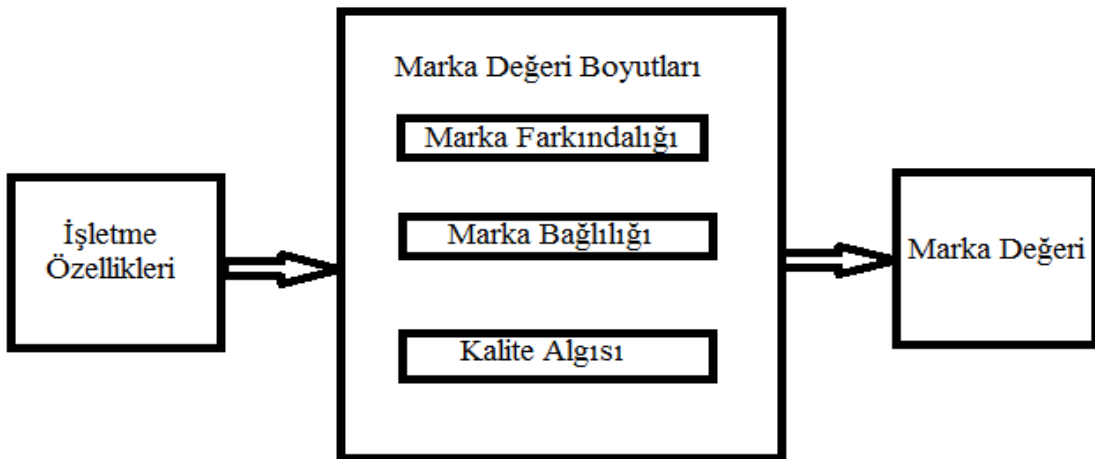 İşletme
Özellikleri
Marka Değeri Boyutları
Marka Farkındalığı
Marka Bağlılığı
Kalite Algısı
Marka Değeri